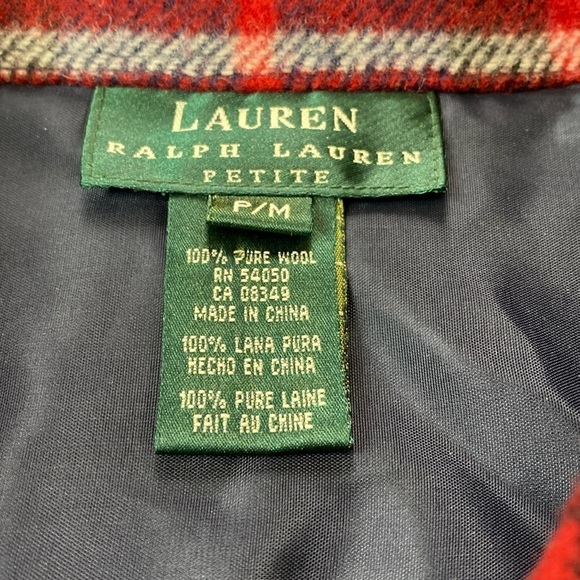 LAUREN
RALPH LAUREN
PETITE
P/M
100% PURE WOOL
RN 54050
CA 08349
MADE IN CHINA
100% LANA PURA
HECHO EN CHINA
100% PURE LAINE
FAIT AU CHINE